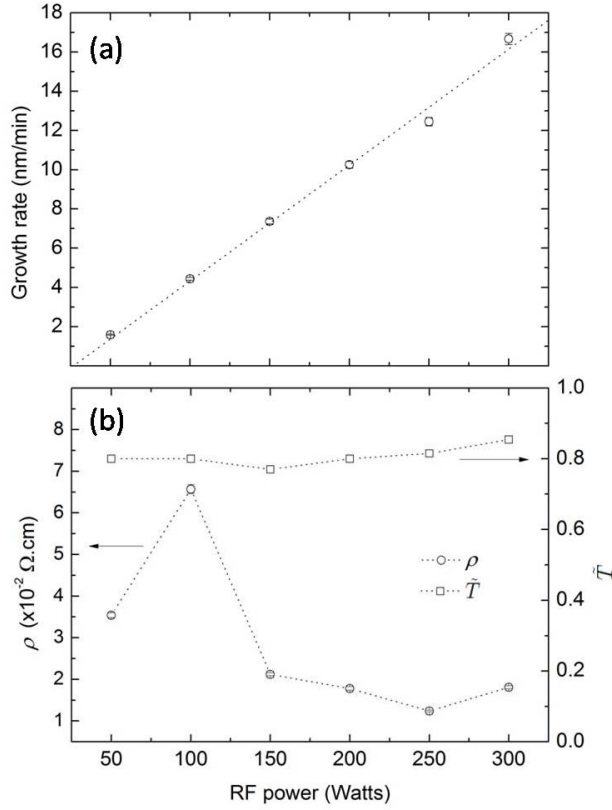 18
16
14
12
10
8
6
4
2
Growth rate (nm/min)
(a)
(b)
8
7
6
5
4
3
2
1
ρ (x10⁻² Ω.cm)
1.0
0.8
0.6
0.4
0.2
0.0
T̃
ρ
T̃
50 100 150 200 250 300
RF power (Watts)